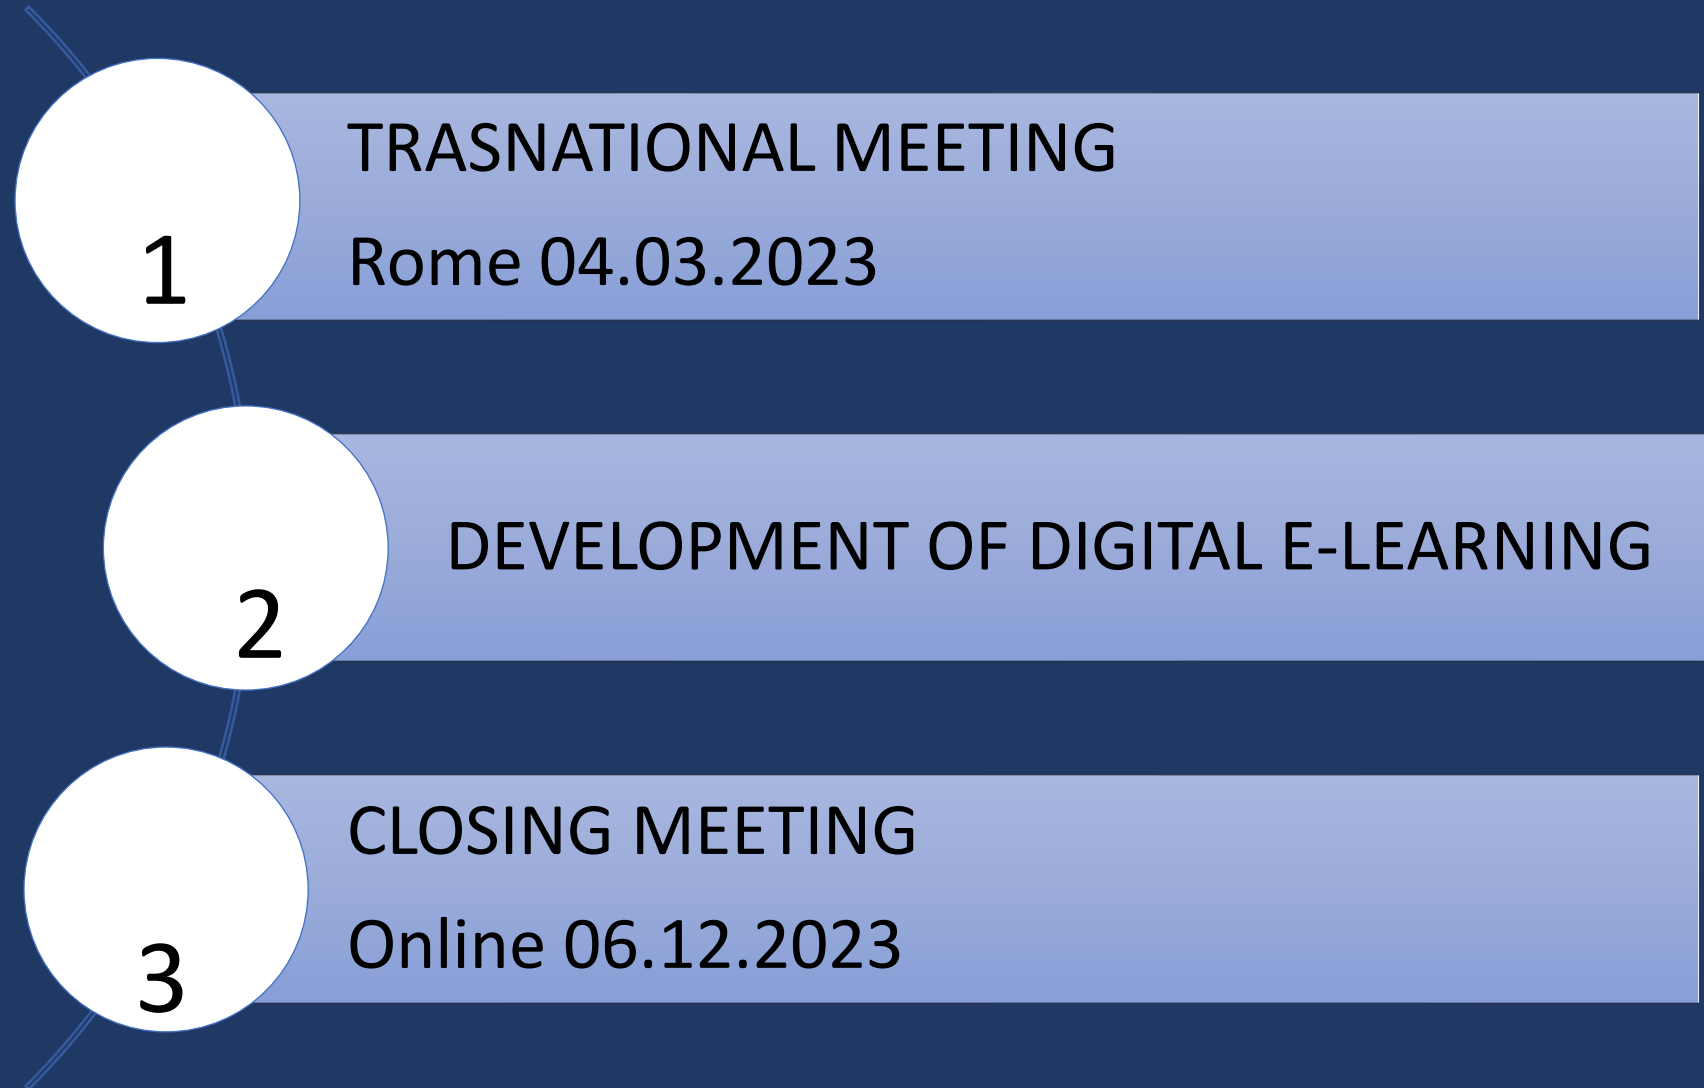 1
TRASNATIONAL MEETING
Rome 04.03.2023
2
DEVELOPMENT OF DIGITAL E-LEARNING
3
CLOSING MEETING
Online 06.12.2023